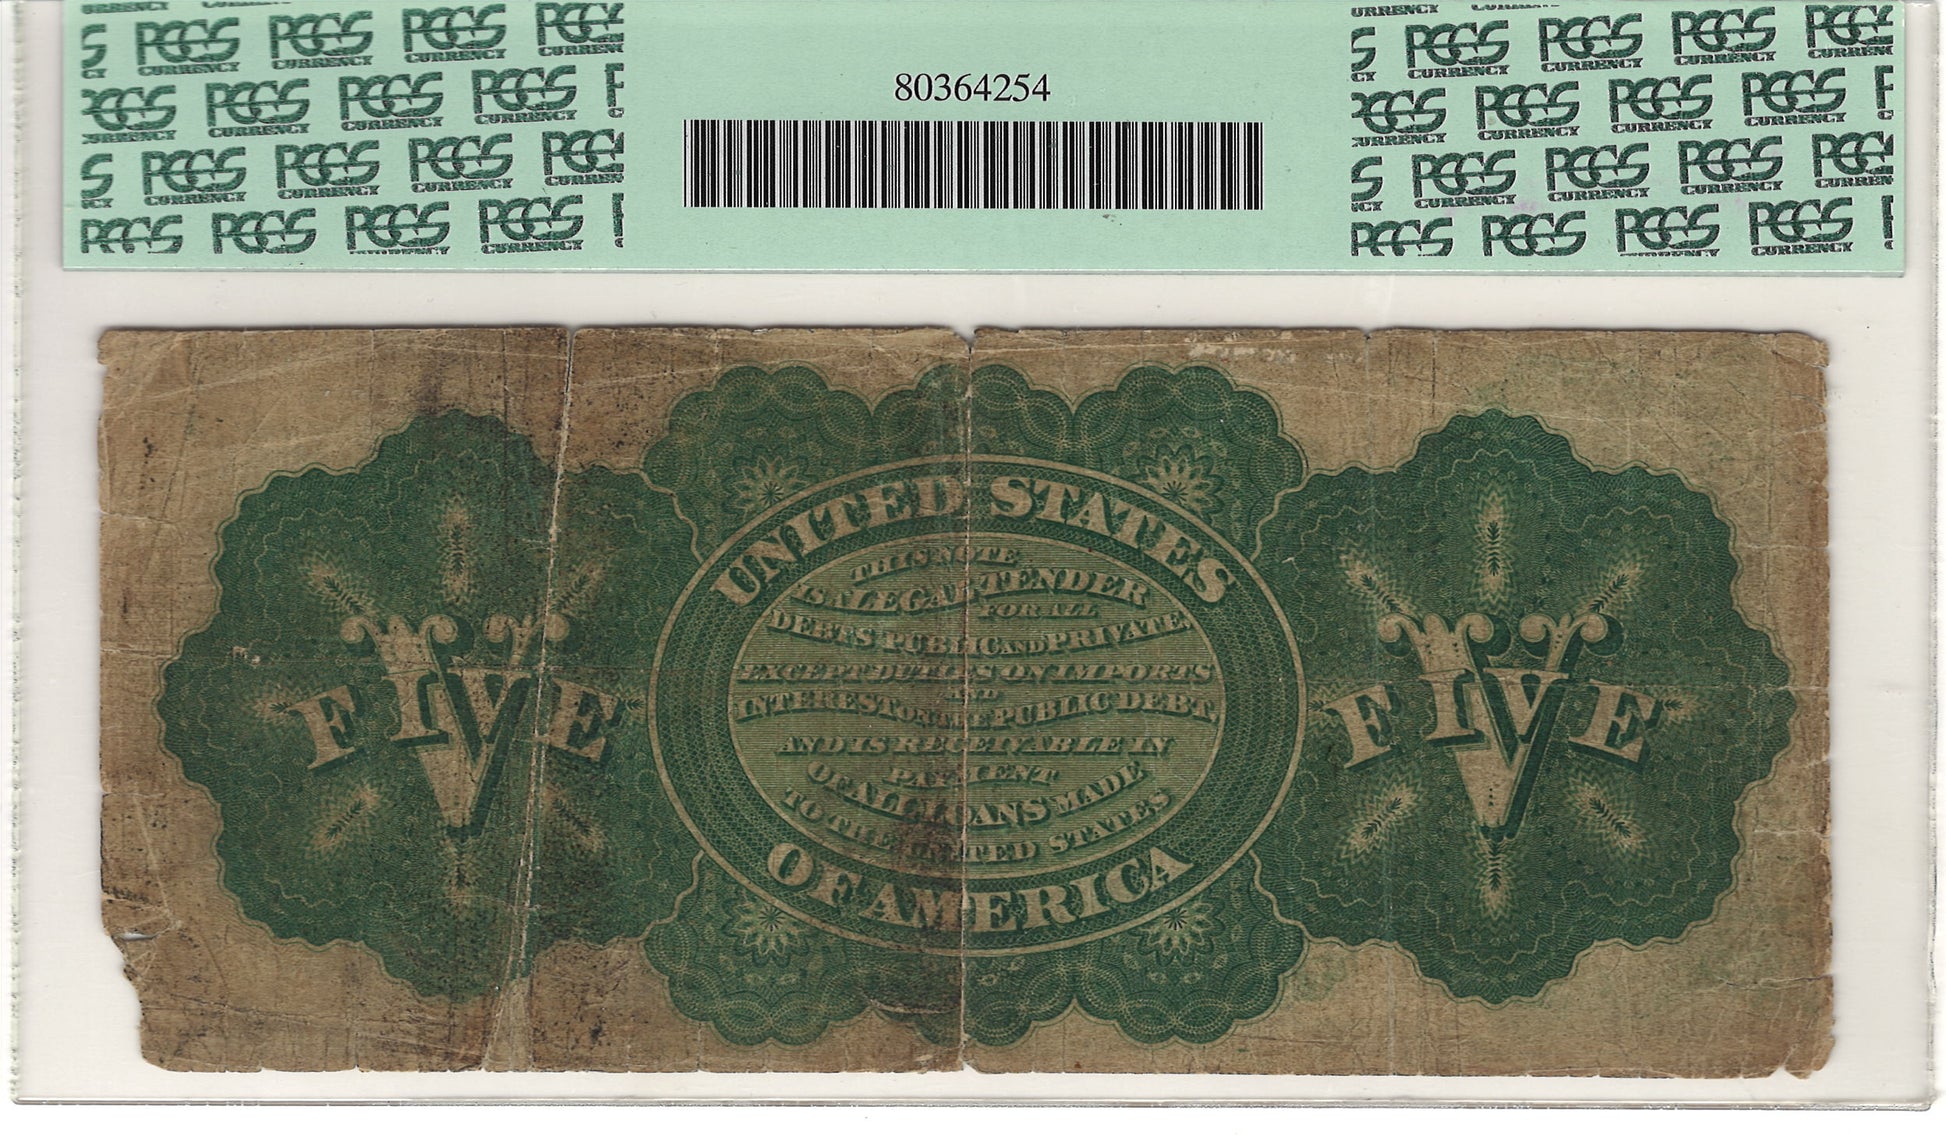 PCGS CURRENCY
80364254
UNITED STATES
THIS NOTE
IS A LEGAL TENDER
FOR ALL
DEBTS PUBLIC AND PRIVATE
EXCEPT DUTIES ON IMPORTS
AND
INTEREST ON THE PUBLIC DEBT,
AND IS RECEIVABLE IN
PAYMENT
OF ALL LOANS MADE
TO THE UNITED STATES
OF AMERICA
V
FIVE
V
FIVE